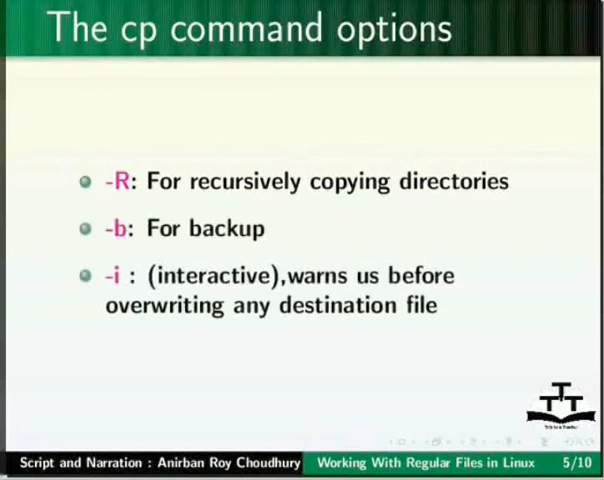 The cp command options
-R: For recursively copying directories
-b: For backup
-i : (interactive),warns us before
overwriting any destination file
TTT
Script and Narration : Anirban Roy Choudhury Working With Regular Files in Linux 5/10